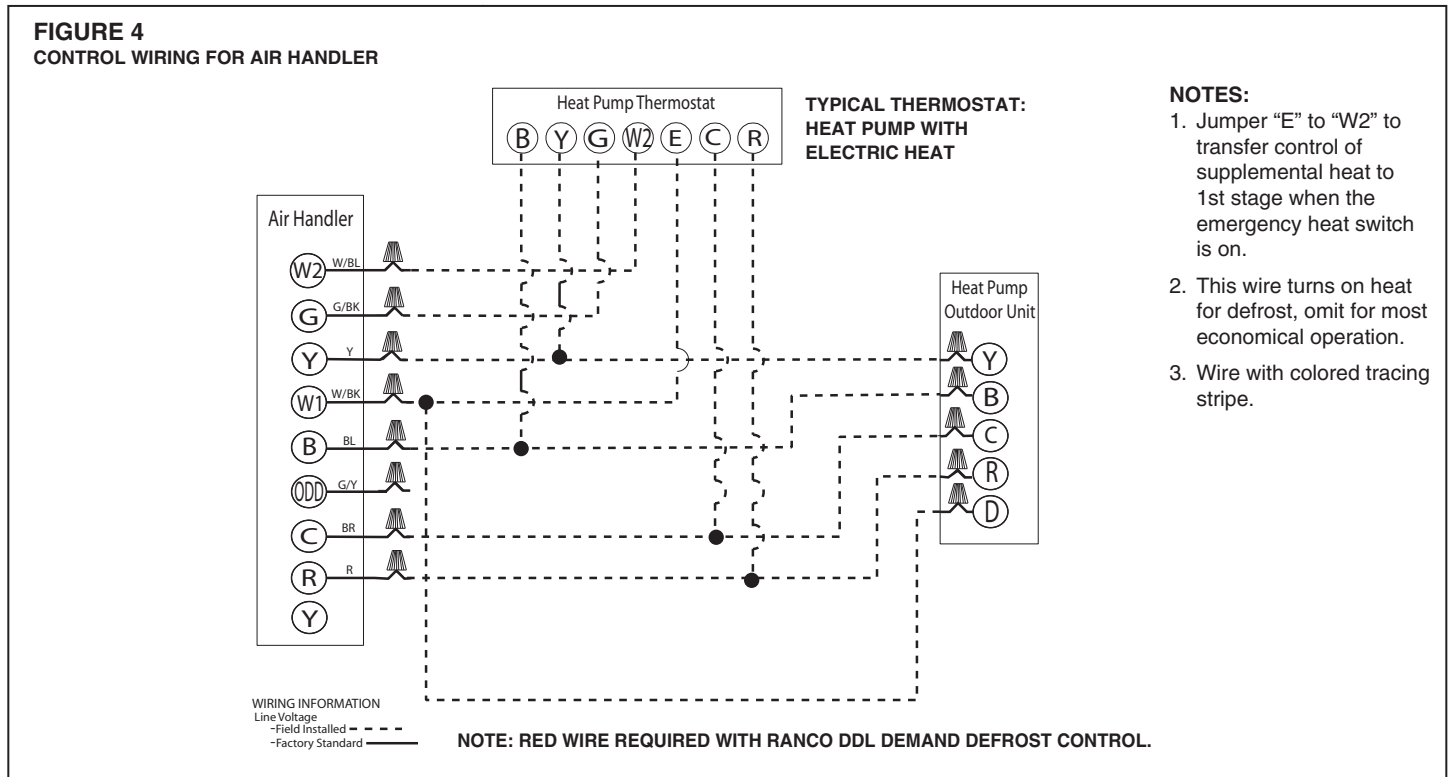 FIGURE 4
CONTROL WIRING FOR AIR HANDLER
Heat Pump Thermostat
B Y G W2 E C R
TYPICAL THERMOSTAT:
HEAT PUMP WITH
ELECTRIC HEAT
Air Handler
W2 W/BL
G G/BK
Y Y
W1 W/BK
B BL
ODD G/Y
C BR
R R
Y
Heat Pump
Outdoor Unit
Y
B
C
R
D
NOTES:
1. Jumper “E” to “W2” to
transfer control of
supplemental heat to
1st stage when the
emergency heat switch
is on.
2. This wire turns on heat
for defrost, omit for most
economical operation.
3. Wire with colored tracing
stripe.
WIRING INFORMATION
Line Voltage
-Field Installed
-Factory Standard
NOTE: RED WIRE REQUIRED WITH RANCO DDL DEMAND DEFROST CONTROL.